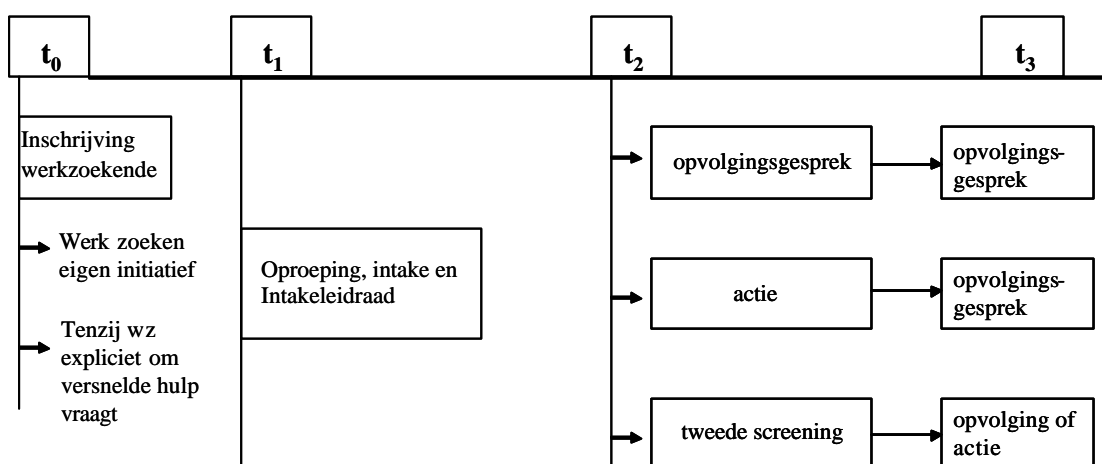 t0
t1
t2
t3
Inschrijving
werkzoekende
Werk zoeken
eigen initiatief
Tenzij wz
expliciet om
versnelde hulp
vraagt
Oproeping, intake en
Intakeleidraad
opvolgingsgesprek
opvolgings-
gesprek
actie
opvolgings-
gesprek
tweede screening
opvolging of
actie